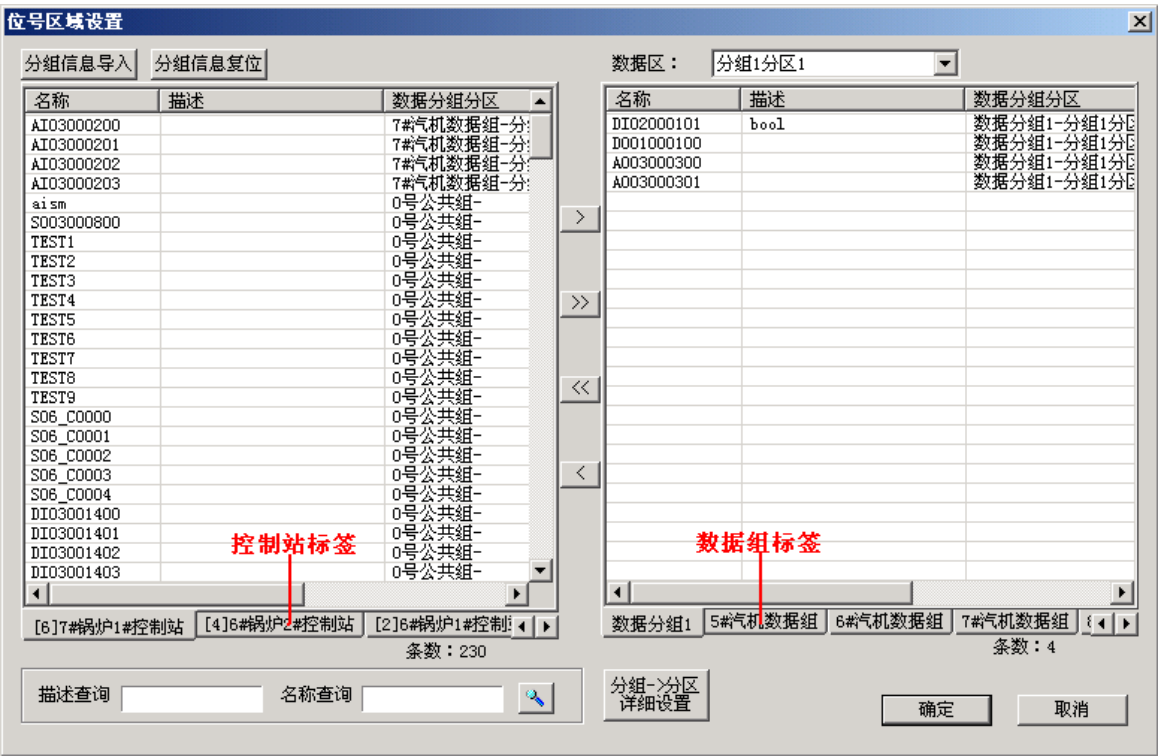 位号区域设置
分组信息导入 分组信息复位 数据区： 分组1分区1
名称 描述 数据分组分区
AI03000200 7#汽机数据组-分
AI03000201 7#汽机数据组-分
AI03000202 7#汽机数据组-分
AI03000203 7#汽机数据组-分
aism 0号公共组-
SO03000800 0号公共组-
TEST1 0号公共组-
TEST2 0号公共组-
TEST3 0号公共组-
TEST4 0号公共组-
TEST5 0号公共组-
TEST6 0号公共组-
TEST7 0号公共组-
TEST8 0号公共组-
TEST9 0号公共组-
S06_C0000 0号公共组-
S06_C0001 0号公共组-
S06_C0002 0号公共组-
S06_C0003 0号公共组-
S06_C0004 0号公共组-
DI03001400 0号公共组-
DI03001401 0号公共组-
DI03001402 0号公共组-
DI03001403 0号公共组-
控制站标签
[6]7#锅炉1#控制站 [4]6#锅炉2#控制站 [2]6#锅炉1#控制
条数：230
>
>>
<<
<
名称 描述 数据分组分区
DI02000101 bool 数据分组1-分组1分区
DO01000100 数据分组1-分组1分区
AO03000300 数据分组1-分组1分区
AO03000301 数据分组1-分组1分区
数据组标签
数据分组1 5#汽机数据组 6#汽机数据组 7#汽机数据组
条数：4
描述查询 名称查询
分组->分区
详细设置
确定 取消